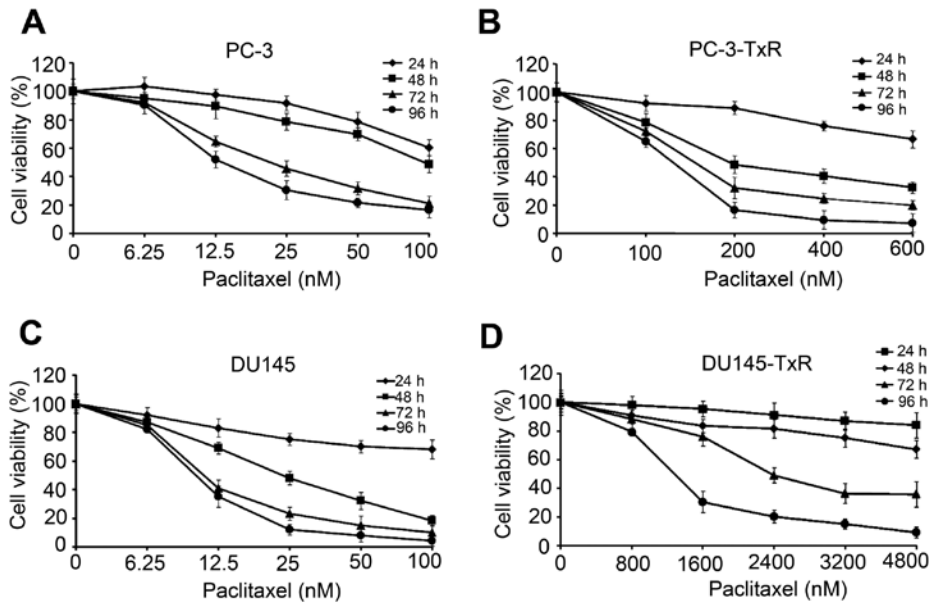 A
PC-3
24 h
48 h
72 h
96 h
Cell viability (%)
120
100
80
60
40
20
0
0 6.25 12.5 25 50 100
Paclitaxel (nM)
B
PC-3-TxR
24 h
48 h
72 h
96 h
Cell viability (%)
120
100
80
60
40
20
0
0 100 200 400 600
Paclitaxel (nM)
C
DU145
24 h
48 h
72 h
96 h
Cell viability (%)
120
100
80
60
40
20
0
0 6.25 12.5 25 50 100
Paclitaxel (nM)
D
DU145-TxR
24 h
48 h
72 h
96 h
Cell viability (%)
120
100
80
60
40
20
0
0 800 1600 2400 3200 4800
Paclitaxel (nM)